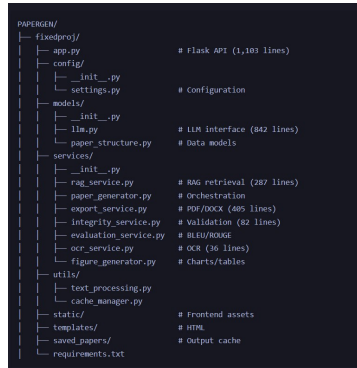 PAPERGEN/
├── fixedproj/
│   ├── app.py                  # Flask API (1,103 lines)
│   ├── config/
│   │   ├── __init__.py
│   │   └── settings.py         # Configuration
│   ├── models/
│   │   ├── __init__.py
│   │   ├── llm.py              # LLM interface (842 lines)
│   │   └── paper_structure.py  # Data models
│   ├── services/
│   │   ├── __init__.py
│   │   ├── rag_service.py      # RAG retrieval (287 lines)
│   │   ├── paper_generator.py  # Orchestration
│   │   ├── export_service.py   # PDF/DOCX (405 lines)
│   │   ├── integrity_service.py # Validation (82 lines)
│   │   ├── evaluation_service.py # BLEU/ROUGE
│   │   ├── ocr_service.py      # OCR (36 lines)
│   │   └── figure_generator.py # Charts/tables
│   ├── utils/
│   │   ├── text_processing.py
│   │   └── cache_manager.py
│   ├── static/                 # Frontend assets
│   ├── templates/              # HTML
│   ├── saved_papers/           # Output cache
│   └── requirements.txt